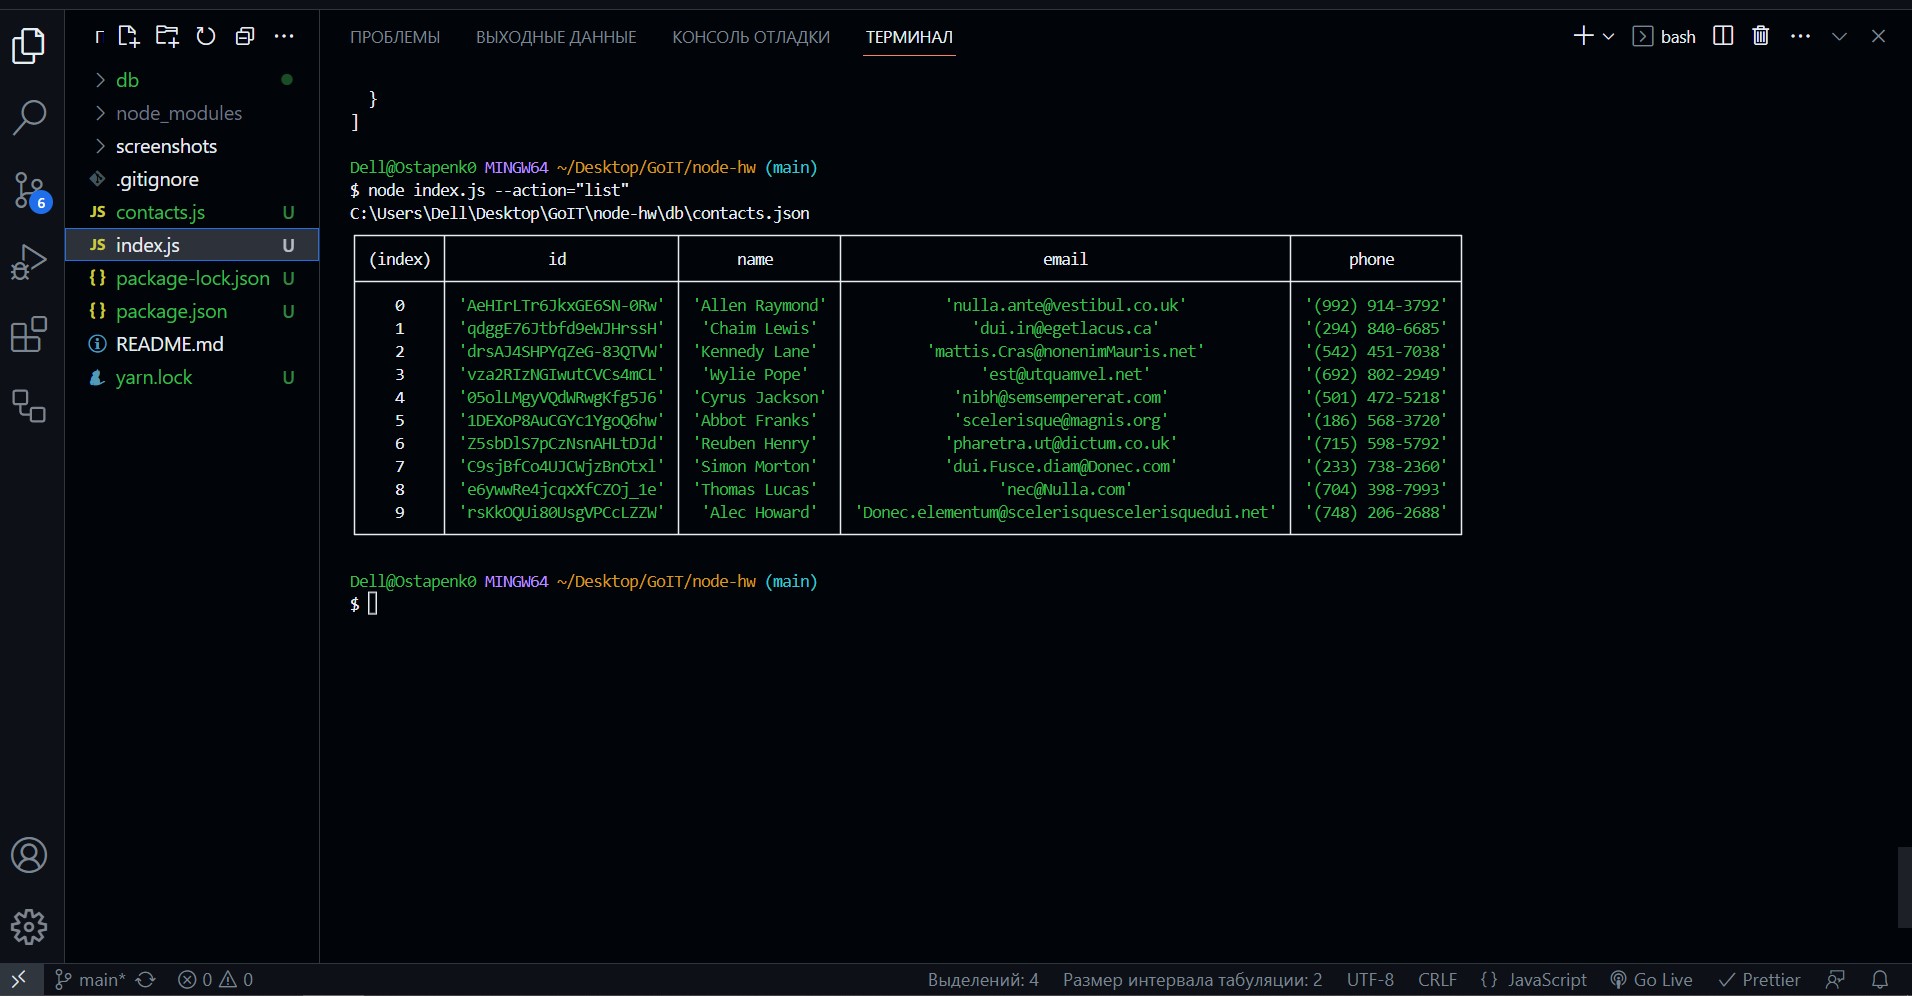 Г
ПРОБЛЕМЫ ВЫХОДНЫЕ ДАННЫЕ КОНСОЛЬ ОТЛАДКИ ТЕРМИНАЛ bash
db
node_modules
screenshots
.gitignore
JS contacts.js U
JS index.js U
{} package-lock.json U
{} package.json U
README.md
yarn.lock U
6
}
]
Dell@Ostapenk0 MINGW64 ~/Desktop/GoIT/node-hw (main)
$ node index.js --action="list"
C:\Users\Dell\Desktop\GoIT\node-hw\db\contacts.json
(index) id name email phone
0 'AeHIrLTr6JkxGE6SN-0Rw' 'Allen Raymond' 'nulla.ante@vestibul.co.uk' '(992) 914-3792'
1 'qdggE76Jtbfd9eWJHrssH' 'Chaim Lewis' 'dui.in@egetlacus.ca' '(294) 840-6685'
2 'drsAJ4SHPYqZeG-83QTVW' 'Kennedy Lane' 'mattis.Cras@nonenimMauris.net' '(542) 451-7038'
3 'vza2RIzNGIwutCVCs4mCL' 'Wylie Pope' 'est@utquamvel.net' '(692) 802-2949'
4 '05olLMgyVQdWRwgKfg5J6' 'Cyrus Jackson' 'nibh@semsempererat.com' '(501) 472-5218'
5 '1DEXoP8AuCGYc1YgoQ6hw' 'Abbot Franks' 'scelerisque@magnis.org' '(186) 568-3720'
6 'Z5sbDlS7pCzNsnAHLtDJd' 'Reuben Henry' 'pharetra.ut@dictum.co.uk' '(715) 598-5792'
7 'C9sjBfCo4UJCWjzBnOtxl' 'Simon Morton' 'dui.Fusce.diam@Donec.com' '(233) 738-2360'
8 'e6ywwRe4jcqxXfCZOj_1e' 'Thomas Lucas' 'nec@Nulla.com' '(704) 398-7993'
9 'rsKkOQUi80UsgVPCcLZZW' 'Alec Howard' 'Donec.elementum@scelerisquescelerisquedui.net' '(748) 206-2688'
Dell@Ostapenk0 MINGW64 ~/Desktop/GoIT/node-hw (main)
$
main* 0 0 Выделений: 4 Размер интервала табуляции: 2 UTF-8 CRLF {} JavaScript Go Live Prettier